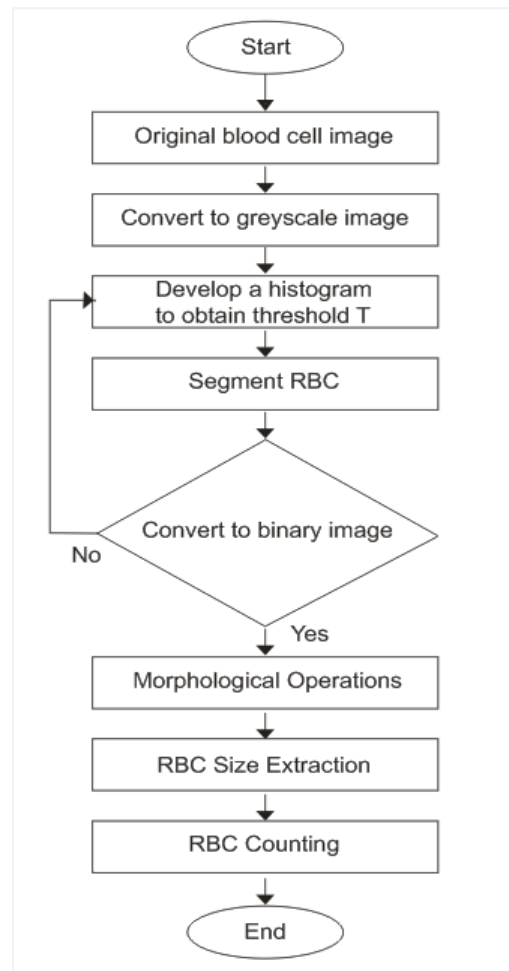 Start
Original blood cell image
Convert to greyscale image
Develop a histogram
to obtain threshold T
Segment RBC
Convert to binary image
No
Yes
Morphological Operations
RBC Size Extraction
RBC Counting
End